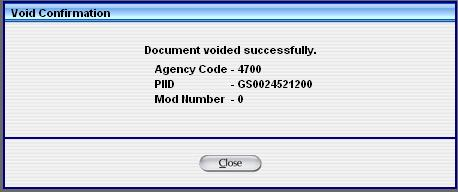 Void Confirmation
Document voided successfully.
Agency Code - 4700
PIID - GS0024521200
Mod Number - 0
Close